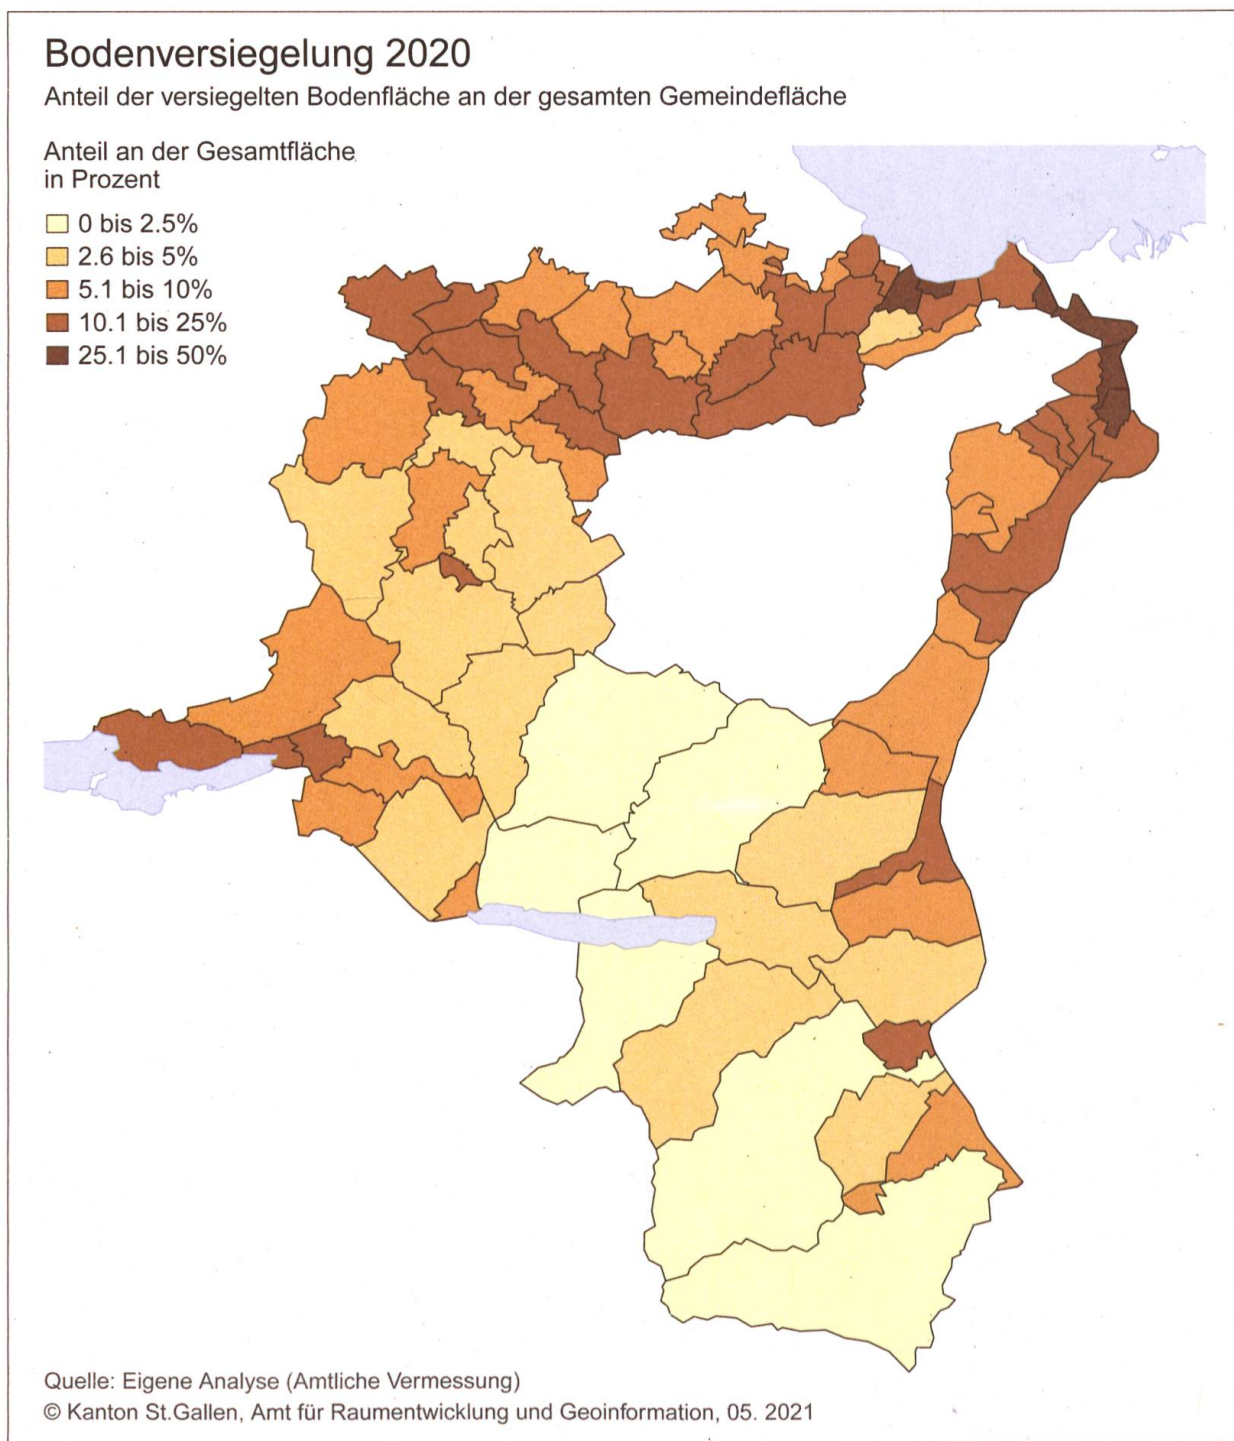 Bodenversiegelung 2020
Anteil der versiegelten Bodenfläche an der gesamten Gemeindefläche
Anteil an der Gesamtfläche
in Prozent
0 bis 2.5%
2.6 bis 5%
5.1 bis 10%
10.1 bis 25%
25.1 bis 50%
Quelle: Eigene Analyse (Amtliche Vermessung)
© Kanton St.Gallen, Amt für Raumentwicklung und Geoinformation, 05. 2021